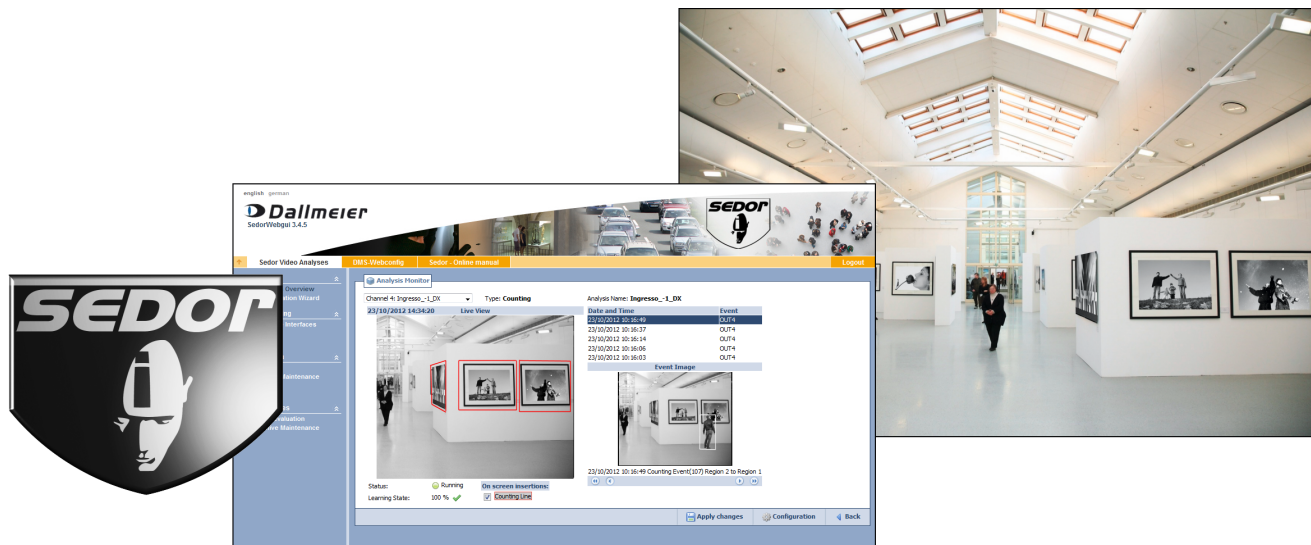 english german
Dallmeier
SedorWebgui 3.4.5
SEDOR
Sedor Video Analyses DMS-Webconfig Sedor - Online manual Logout
Analysis Monitor
Overview
Wizard
Interfaces
Maintenance
Maintenance
Channel 4: Ingresso_-1_DX Type: Counting Analysis Name: Ingresso_-1_DX
23/10/2012 14:34:20 Live View
Date and Time Event
23/10/2012 10:16:49 OUT4
23/10/2012 10:16:37 OUT4
23/10/2012 10:16:14 OUT4
23/10/2012 10:16:06 OUT4
23/10/2012 10:16:03 OUT4
Event Image
23/10/2012 10:16:49 Counting Event(107) Region 2 to Region 1
Status: Running On screen insertions:
Learning State: 100 % Counting Line
Apply changes Configuration Back
SEDOR